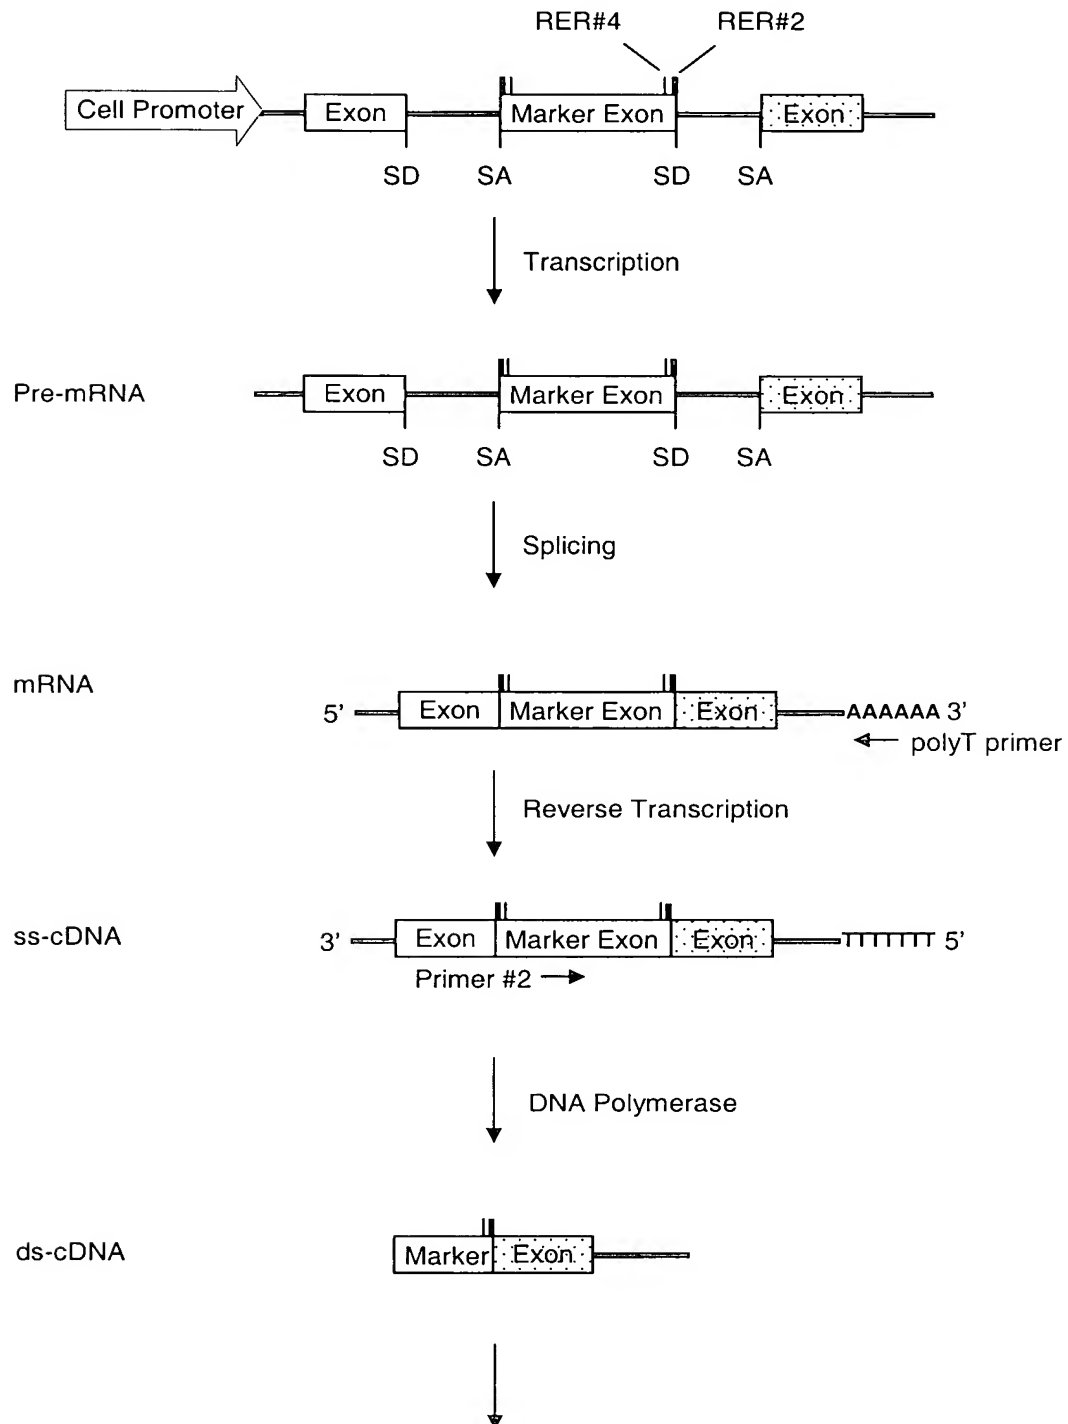 RER#4 RER#2
Cell Promoter Exon Marker Exon Exon
SD SA SD SA
Transcription
Pre-mRNA Exon Marker Exon Exon
SD SA SD SA
Splicing
mRNA
5' Exon Marker Exon Exon AAAAAA 3'
polyT primer
Reverse Transcription
ss-cDNA 3' Exon Marker Exon Exon TTTTTT 5'
Primer #2
DNA Polymerase
ds-cDNA Marker Exon